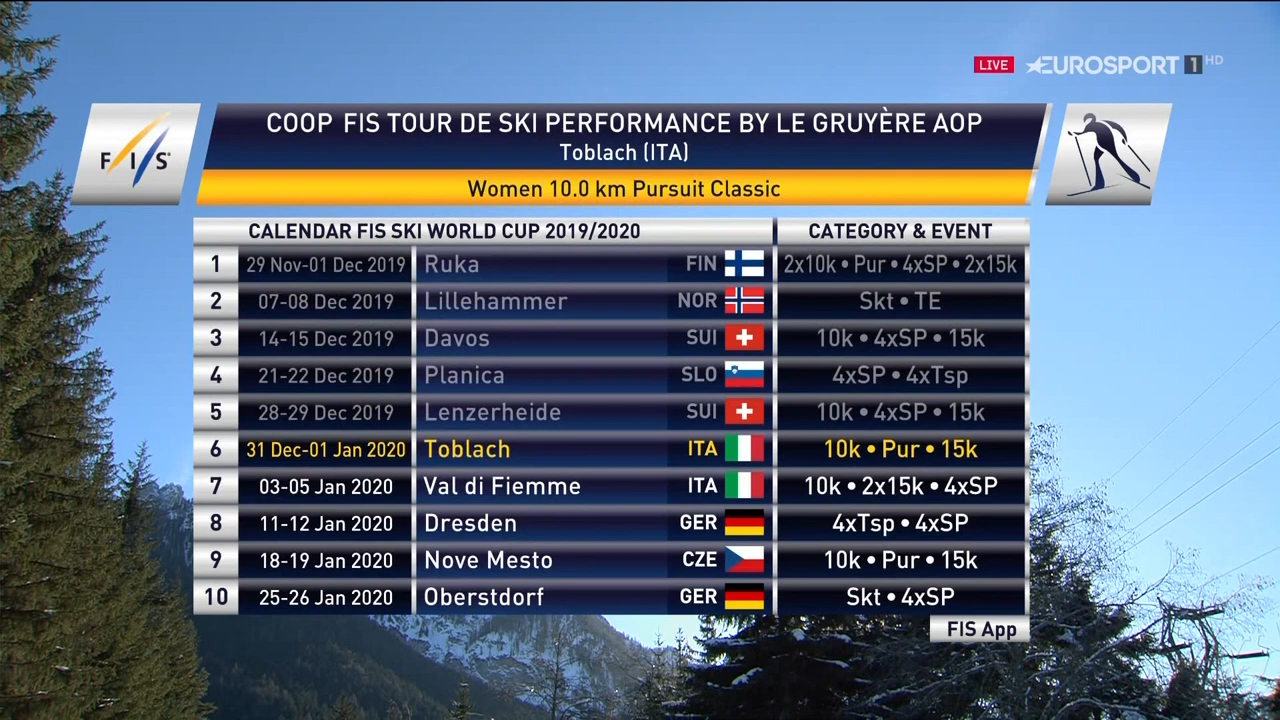 LIVE EUROSPORT 1 HD
COOP FIS TOUR DE SKI PERFORMANCE BY LE GRUYÈRE AOP
Toblach (ITA)
FIS
Women 10.0 km Pursuit Classic
CALENDAR FIS SKI WORLD CUP 2019/2020 CATEGORY & EVENT
1 29 Nov-01 Dec 2019 Ruka FIN 2x10k • Pur • 4xSP • 2x15k
2 07-08 Dec 2019 Lillehammer NOR Skt • TE
3 14-15 Dec 2019 Davos SUI 10k • 4xSP • 15k
4 21-22 Dec 2019 Planica SLO 4xSP • 4xTsp
5 28-29 Dec 2019 Lenzerheide SUI 10k • 4xSP • 15k
6 31 Dec-01 Jan 2020 Toblach ITA 10k • Pur • 15k
7 03-05 Jan 2020 Val di Fiemme ITA 10k • 2x15k • 4xSP
8 11-12 Jan 2020 Dresden GER 4xTsp • 4xSP
9 18-19 Jan 2020 Nove Mesto CZE 10k • Pur • 15k
10 25-26 Jan 2020 Oberstdorf GER Skt • 4xSP
FIS App